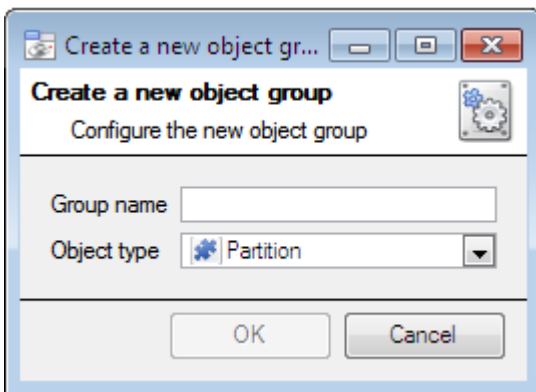 Create a new object gr...
Create a new object group
Configure the new object group
Group name
Object type Partition
OK Cancel